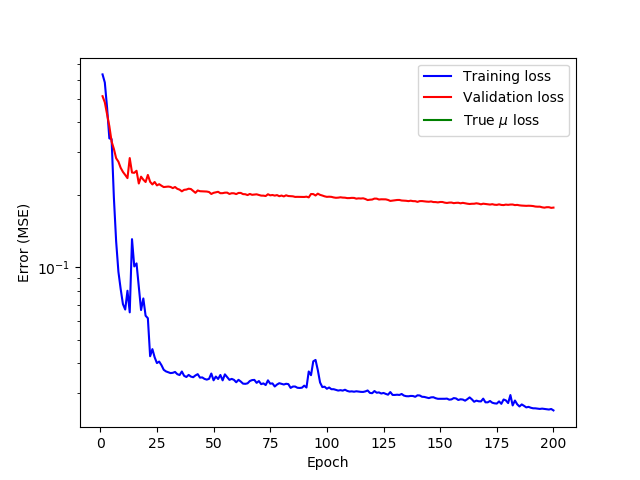 Training loss
Validation loss
True μ loss
Error (MSE)
10⁻¹
0 25 50 75 100 125 150 175 200
Epoch